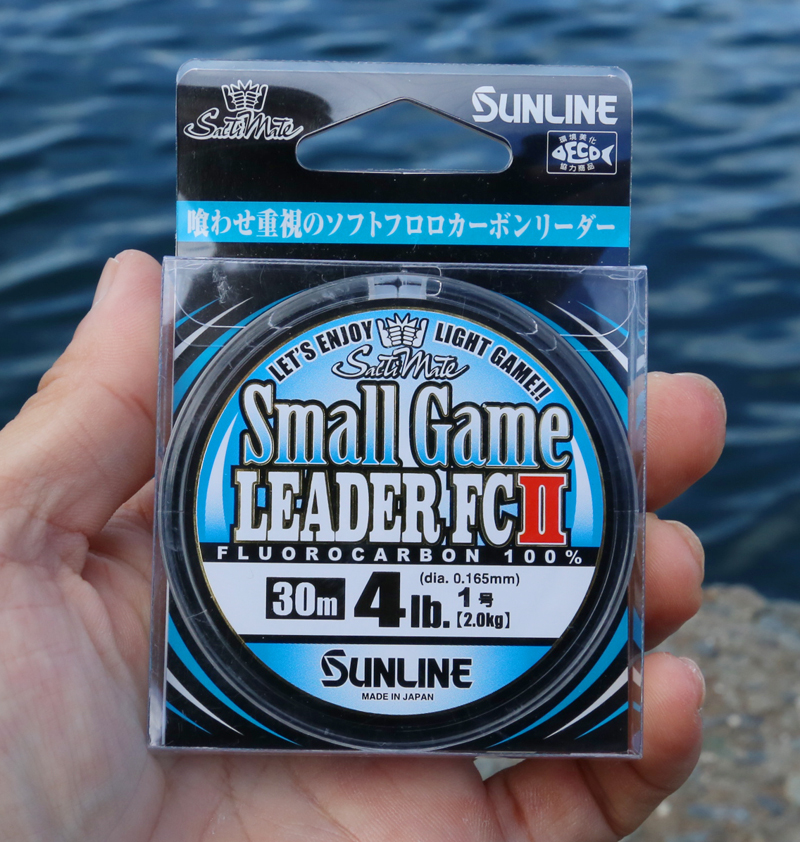 SaltiMate
SUNLINE
環境美化
ECO
協力商品
喰わせ重視のソフトフロロカーボンリーダー
LET'S ENJOY LIGHT GAME!!
SaltiMate
Small Game
LEADER FC II
FLUOROCARBON 100%
(dia. 0.165mm)
30m 4lb. 1号
【2.0kg】
SUNLINE
MADE IN JAPAN